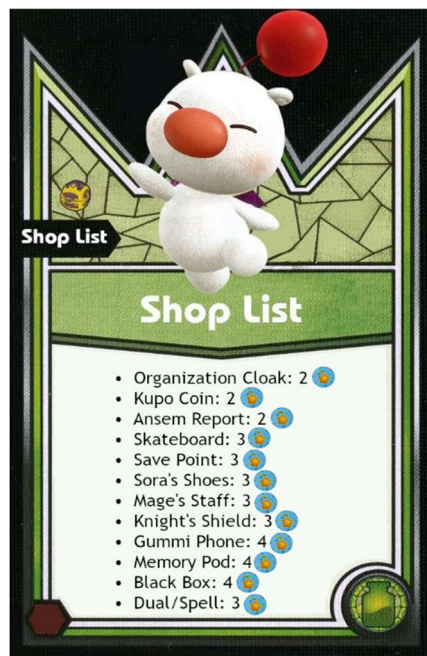 Shop List
Shop List
• Organization Cloak: 2
• Kupo Coin: 2
• Ansem Report: 2
• Skateboard: 3
• Save Point: 3
• Sora's Shoes: 3
• Mage's Staff: 3
• Knight's Shield: 3
• Gummi Phone: 4
• Memory Pod: 4
• Black Box: 4
• Dual/Spell: 3